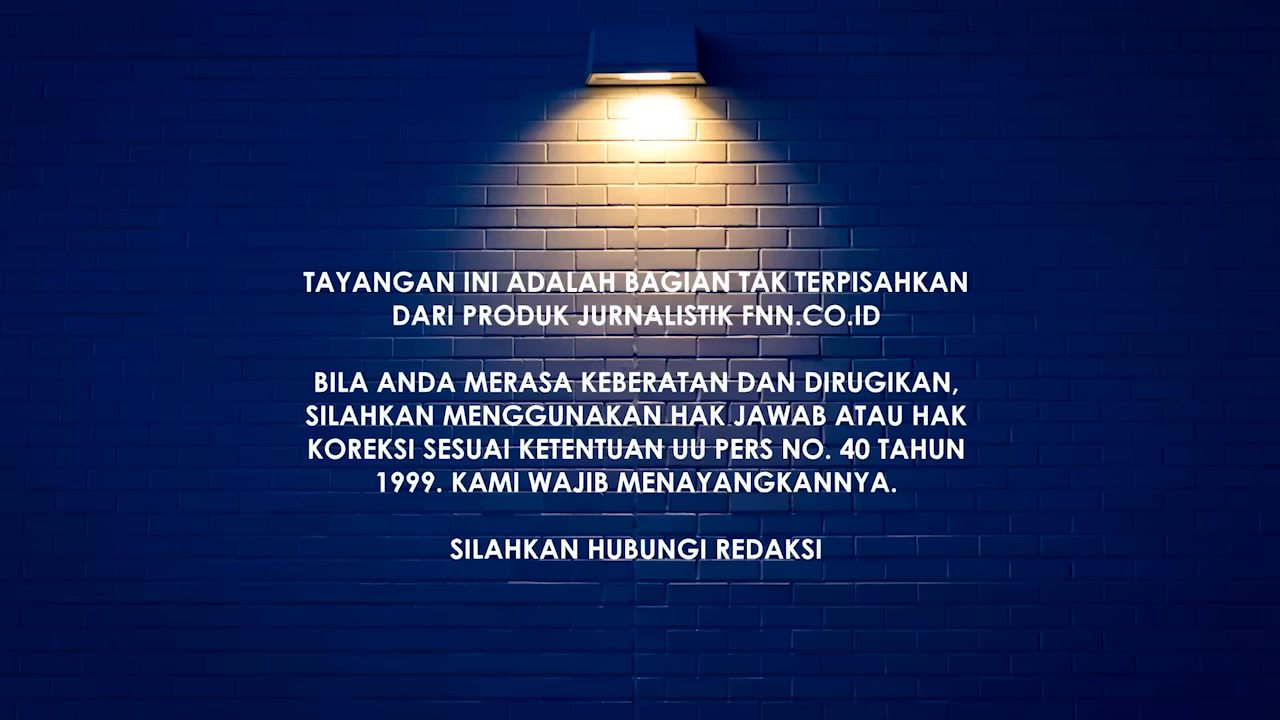 TAYANGAN INI ADALAH BAGIAN TAK TERPISAHKAN
DARI PRODUK JURNALISTIK FNN.CO.ID
BILA ANDA MERASA KEBERATAN DAN DIRUGIKAN,
SILAHKAN MENGGUNAKAN HAK JAWAB ATAU HAK
KOREKSI SESUAI KETENTUAN UU PERS NO. 40 TAHUN
1999. KAMI WAJIB MENAYANGKANNYA.
SILAHKAN HUBUNGI REDAKSI